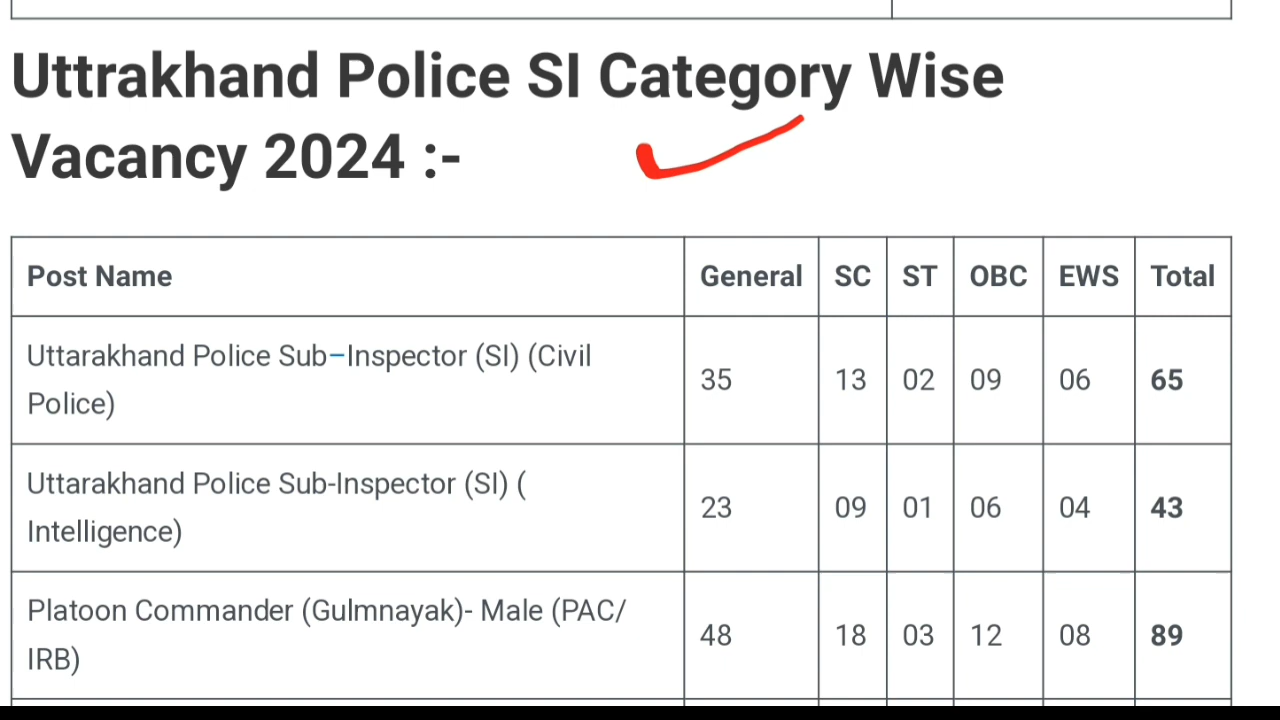 Uttrakhand Police SI Category Wise
Vacancy 2024 :-
Post Name General SC ST OBC EWS Total
Uttarakhand Police Sub–Inspector (SI) (Civil
Police) 35 13 02 09 06 65
Uttarakhand Police Sub-Inspector (SI) (
Intelligence) 23 09 01 06 04 43
Platoon Commander (Gulmnayak)- Male (PAC/
IRB) 48 18 03 12 08 89